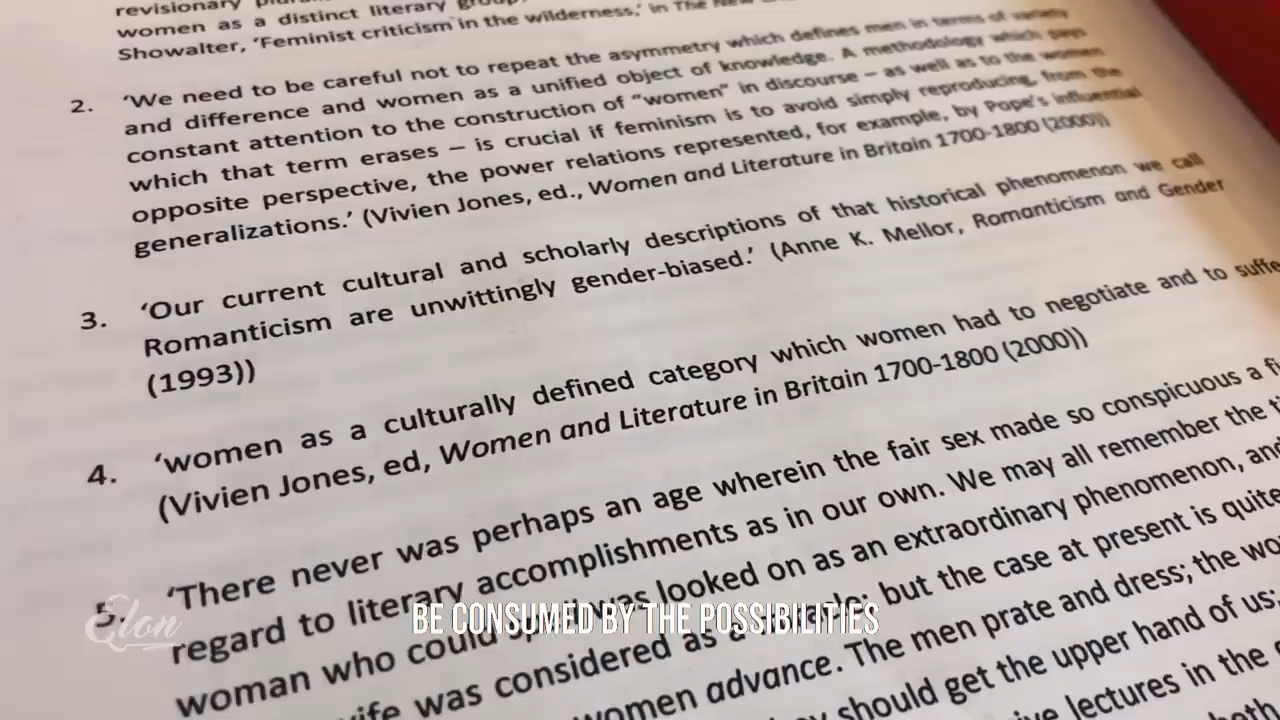 revisionary
women as a distinct literary group,
Showalter, 'Feminist criticism in the wilderness,' in The New
2. 'We need to be careful not to repeat the asymmetry which defines men in terms of variety
and difference and women as a unified object of knowledge. A methodology which pays
constant attention to the construction of "women" in discourse – as well as to the women
which that term erases – is crucial if feminism is to avoid simply reproducing, from the
opposite perspective, the power relations represented, for example, by Pope's influential
generalizations.' (Vivien Jones, ed., Women and Literature in Britain 1700-1800 (2000))
3. 'Our current cultural and scholarly descriptions of that historical phenomenon we call
Romanticism are unwittingly gender-biased.' (Anne K. Mellor, Romanticism and Gender
(1993))
4. 'women as a culturally defined category which women had to negotiate and to suffe
(Vivien Jones, ed, Women and Literature in Britain 1700-1800 (2000))
5. 'There never was perhaps an age wherein the fair sex made so conspicuous a fi
regard to literary accomplishments as in our own. We may all remember the t
woman who could was looked on as an extraordinary phenomenon, and
wife was considered as a but the case at present is quite
women advance. The men prate and dress; the wo
should get the upper hand of us:
lectures in the
both
Elon
BE CONSUMED BY THE POSSIBILITIES